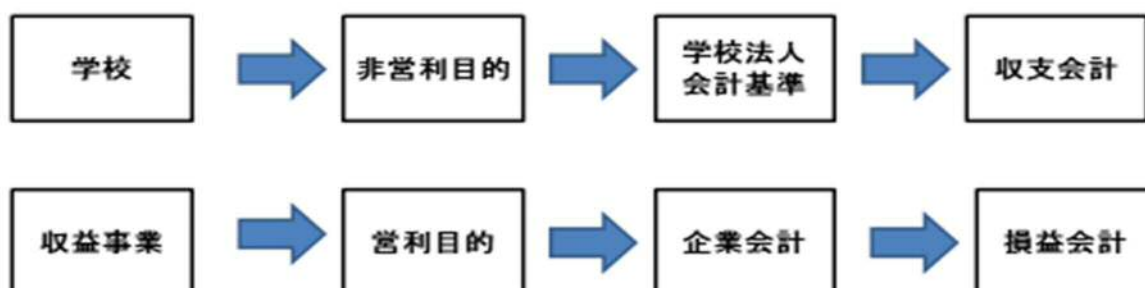 学校
非営利目的
学校法人
会計基準
収支会計
収益事業
営利目的
企業会計
損益会計